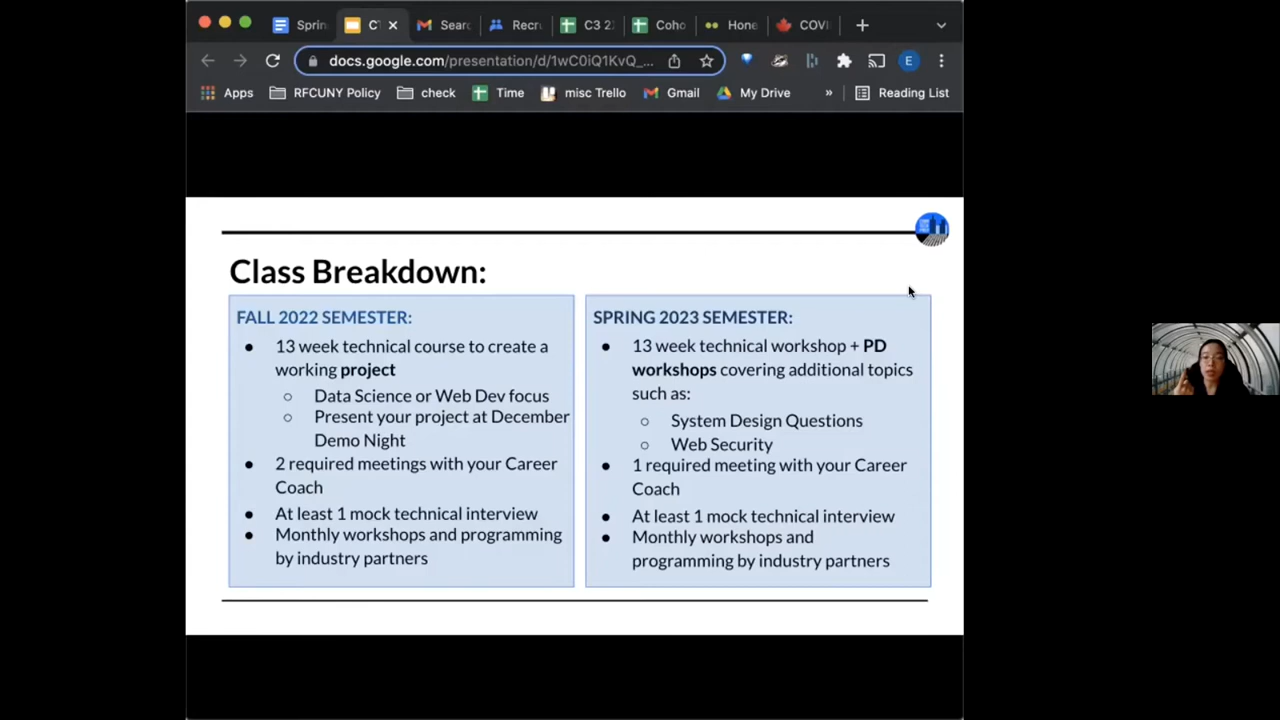 Sprin
C
Sear
Recru
C3 2
Coho
Hone
COVI
docs.google.com/presentation/d/1wC0iQ1KvQ_...
E
Apps
RFCUNY Policy
check
Time
misc Trello
Gmail
My Drive
»
Reading List
Class Breakdown:
FALL 2022 SEMESTER:
● 13 week technical course to create a
working project
○ Data Science or Web Dev focus
○ Present your project at December
Demo Night
● 2 required meetings with your Career
Coach
● At least 1 mock technical interview
● Monthly workshops and programming
by industry partners
SPRING 2023 SEMESTER:
● 13 week technical workshop + PD
workshops covering additional topics
such as:
○ System Design Questions
○ Web Security
● 1 required meeting with your Career
Coach
● At least 1 mock technical interview
● Monthly workshops and
programming by industry partners